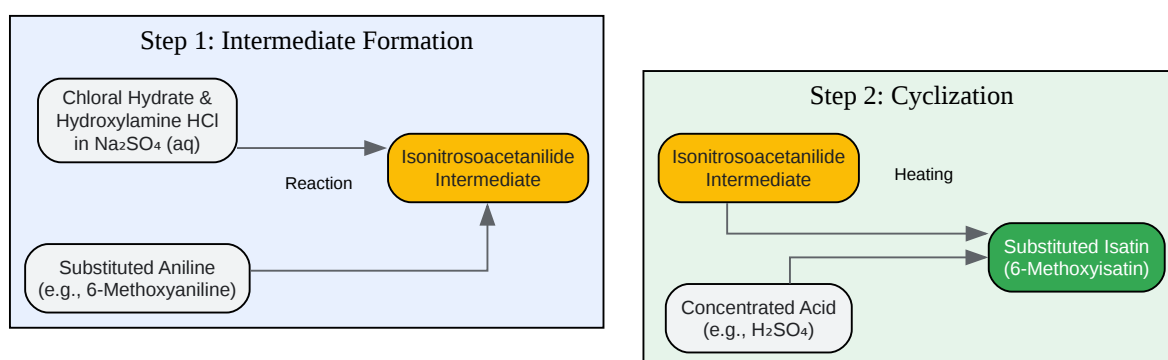 Step 1: Intermediate Formation
Chloral Hydrate &
Hydroxylamine HCl
in Na₂SO₄ (aq)
Reaction
Isonitrosoacetanilide
Intermediate
Substituted Aniline
(e.g., 6-Methoxyaniline)
Step 2: Cyclization
Isonitrosoacetanilide
Intermediate
Heating
Substituted Isatin
(6-Methoxyisatin)
Concentrated Acid
(e.g., H₂SO₄)